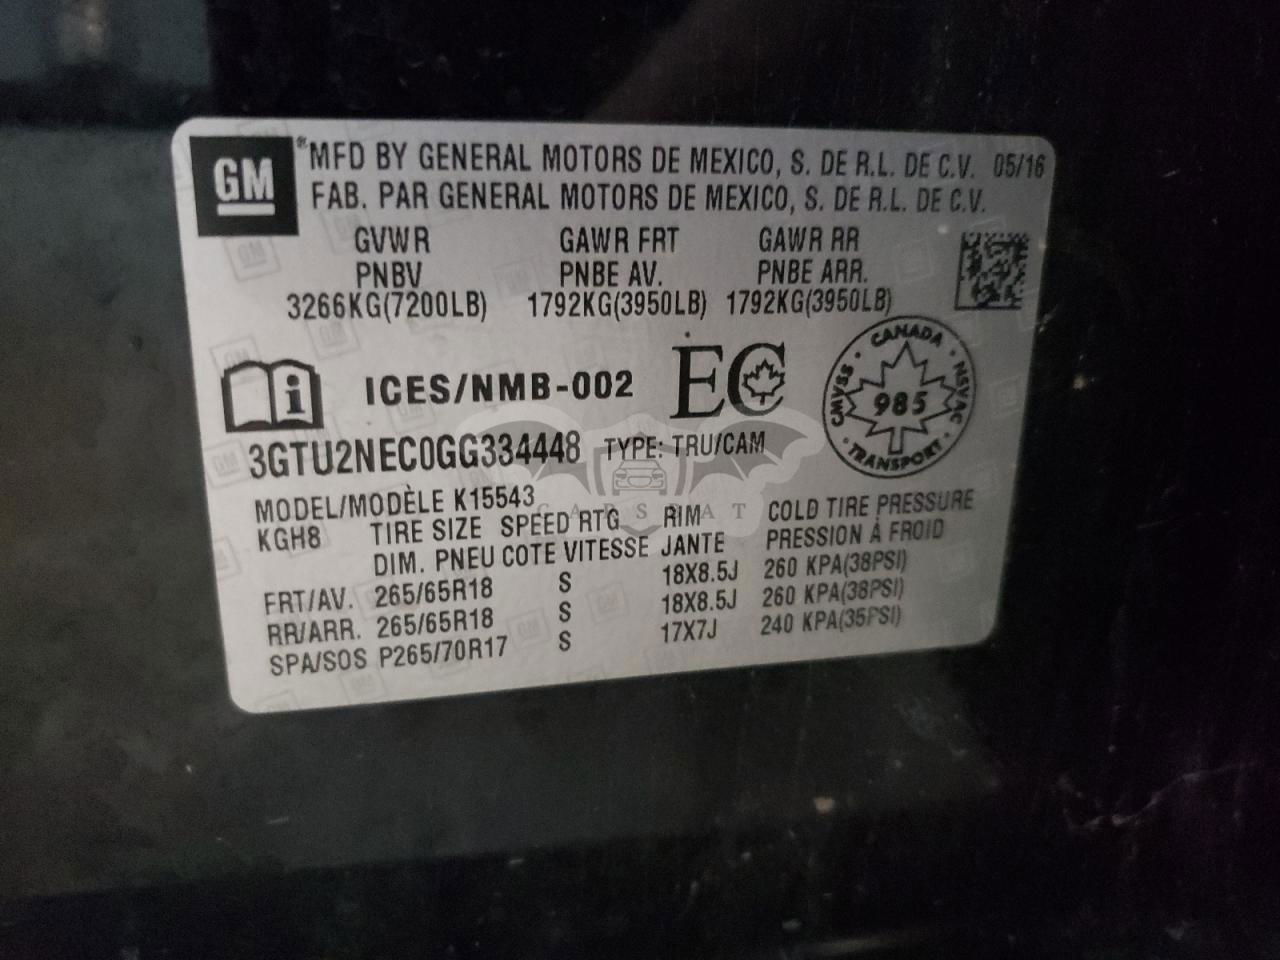 GM ® MFD BY GENERAL MOTORS DE MEXICO, S. DE R.L. DE C.V. 05/16
FAB. PAR GENERAL MOTORS DE MEXICO, S. DE R.L. DE C.V.
GVWR GAWR FRT GAWR RR
PNBV PNBE AV. PNBE ARR.
3266KG(7200LB) 1792KG(3950LB) 1792KG(3950LB)
i ICES/NMB-002 EC
CANADA CMVSS NSVAC 985 TRANSPORT
3GTU2NEC0GG334448 TYPE: TRU/CAM
MODEL/MODÈLE K15543
KGH8 TIRE SIZE SPEED RTG RIM COLD TIRE PRESSURE
DIM. PNEU COTE VITESSE JANTE PRESSION À FROID
FRT/AV. 265/65R18 S 18X8.5J 260 KPA(38PSI)
RR/ARR. 265/65R18 S 18X8.5J 260 KPA(38PSI)
SPA/SOS P265/70R17 S 17X7J 240 KPA(35PSI)